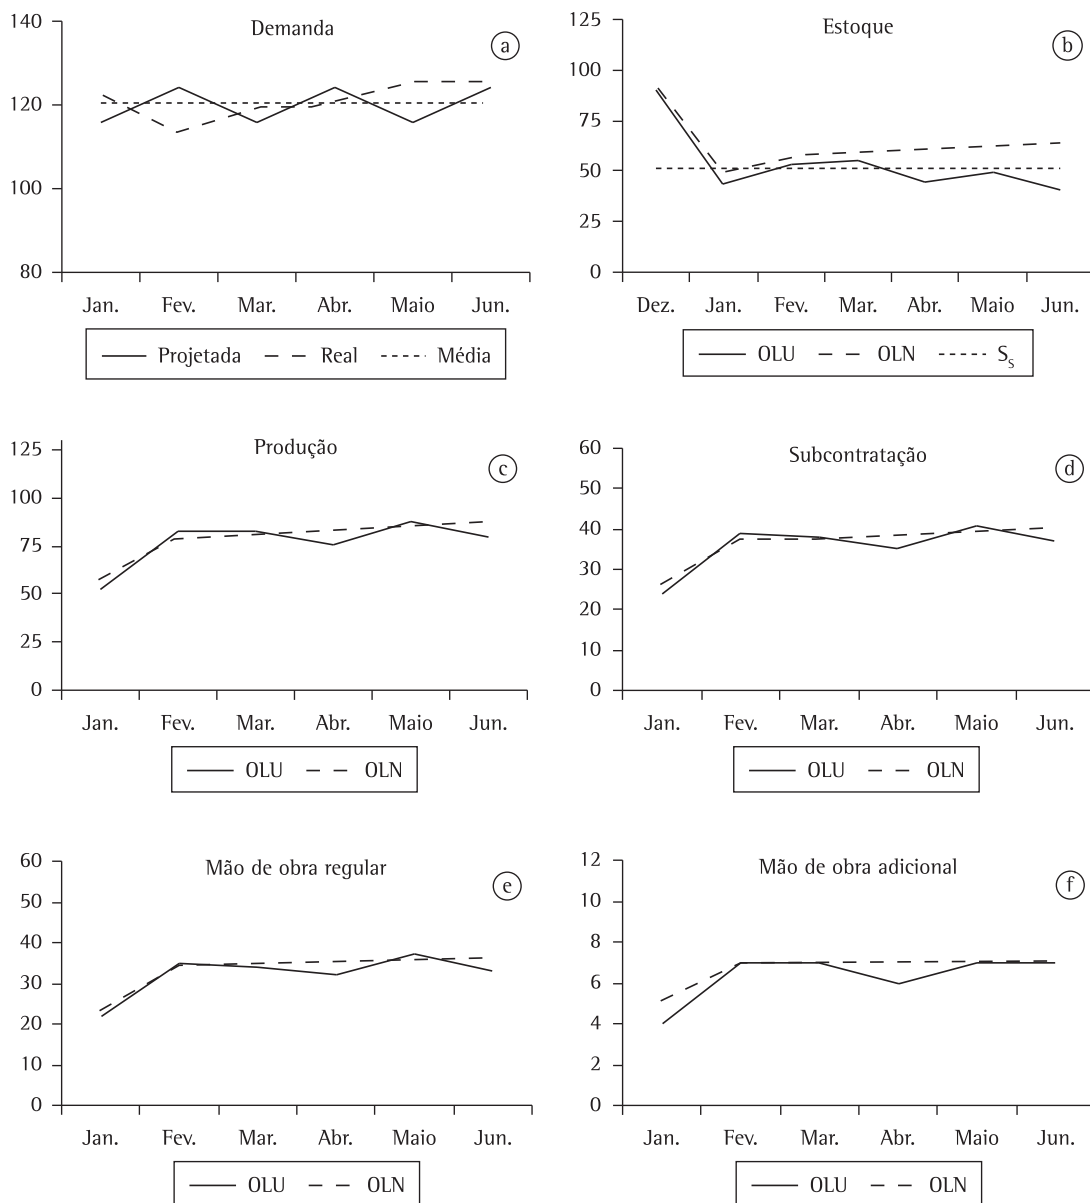 Demanda
a
140
120
100
80
Jan. Fev. Mar. Abr. Maio Jun.
Projetada Real Média
Estoque
b
125
100
75
50
25
0
Dez. Jan. Fev. Mar. Abr. Maio Jun.
OLU OLN S_S
Produção
c
125
100
75
50
25
0
Jan. Fev. Mar. Abr. Maio Jun.
OLU OLN
Subcontratação
d
60
50
40
30
20
10
0
Jan. Fev. Mar. Abr. Maio Jun.
OLU OLN
Mão de obra regular
e
60
50
40
30
20
10
0
Jan. Fev. Mar. Abr. Maio Jun.
OLU OLN
Mão de obra adicional
f
12
10
8
6
4
2
0
Jan. Fev. Mar. Abr. Maio Jun.
OLU OLN